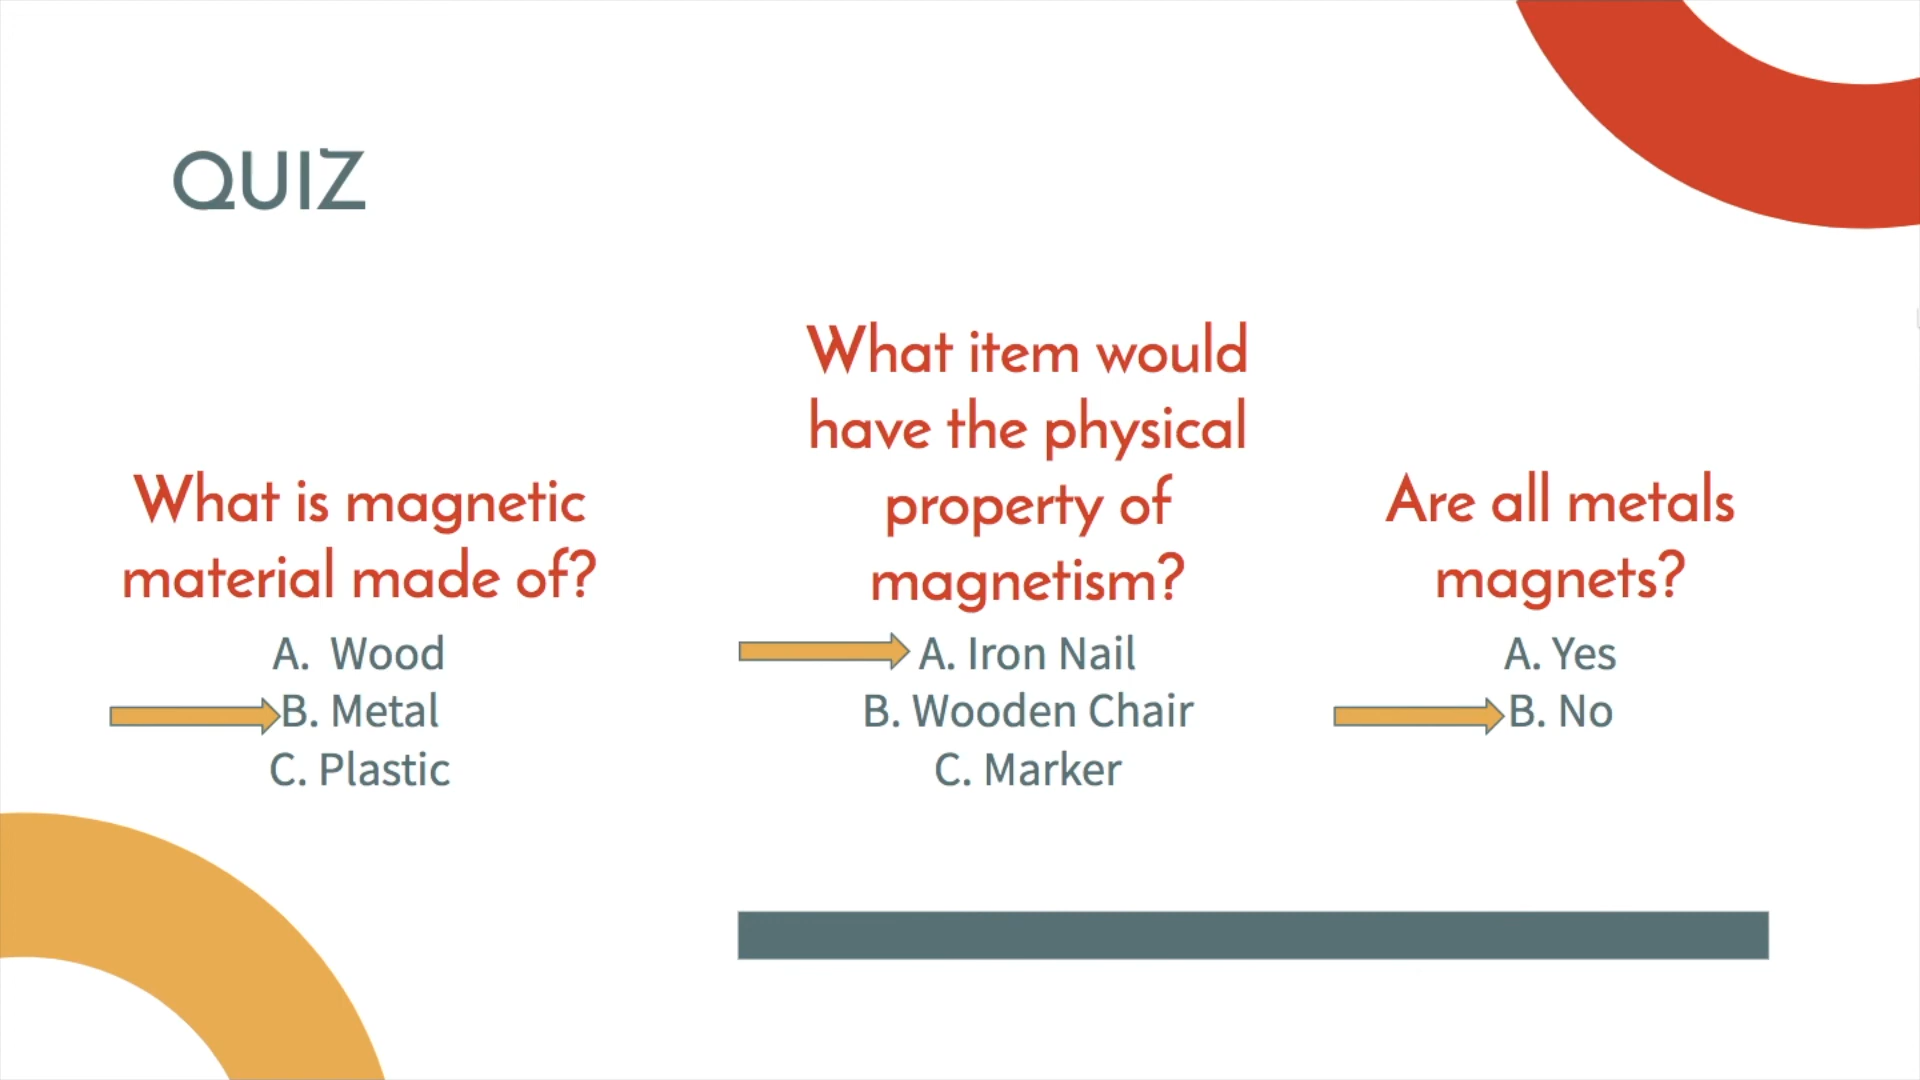 QUIZ
What is magnetic
material made of?
A. Wood
B. Metal
C. Plastic
What item would
have the physical
property of
magnetism?
A. Iron Nail
B. Wooden Chair
C. Marker
Are all metals
magnets?
A. Yes
B. No